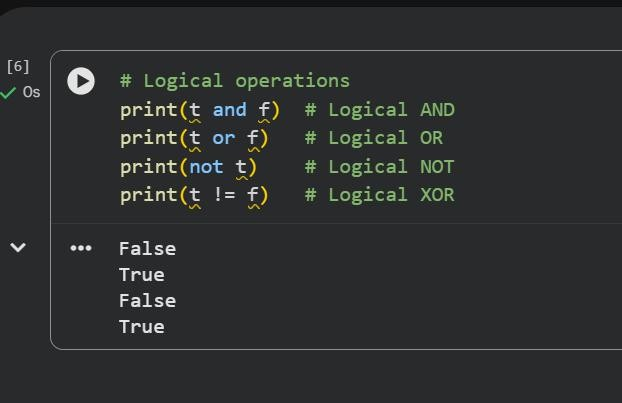 [6]
0s
# Logical operations
print(t and f)  # Logical AND
print(t or f)   # Logical OR
print(not t)    # Logical NOT
print(t != f)   # Logical XOR
False
True
False
True